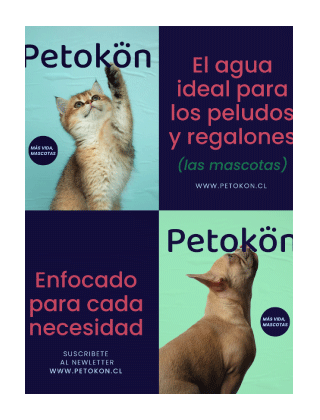 Petokön
MÁS VIDA,
MASCOTAS
El agua
ideal para
los peludos
y regalones
(las mascotas)
WWW.PETOKON.CL
Enfocado
para cada
necesidad
SUSCRIBETE
AL NEWLETTER
WWW.PETOKON.CL
Petokön
MÁS VIDA,
MASCOTAS